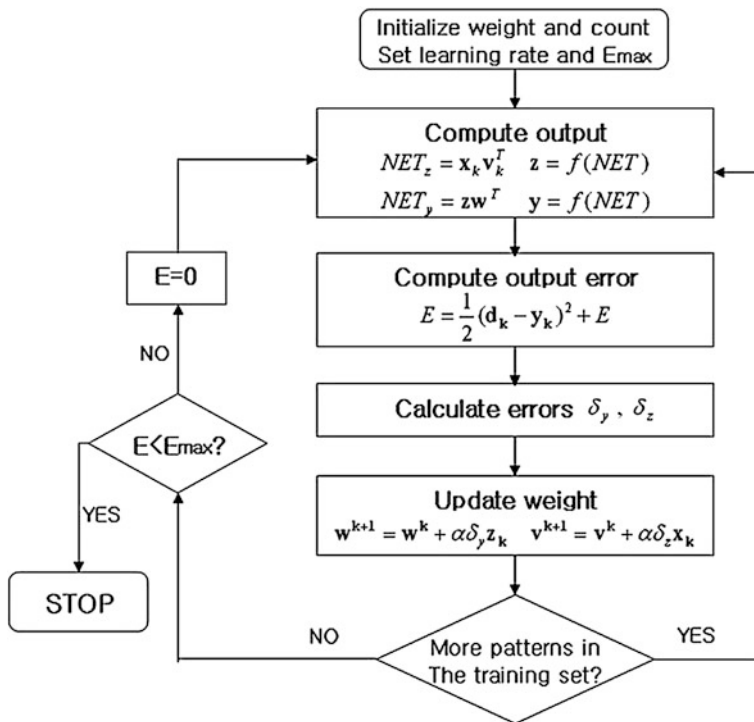 Initialize weight and count
Set learning rate and Emax
Compute output
NET_z = x_k v_k^T z = f(NET)
NET_y = zw^T y = f(NET)
E=0
Compute output error
E = 1/2 (d_k − y_k)^2 + E
NO
Calculate errors δ_y , δ_z
E<Emax?
Update weight
w^{k+1} = w^k + αδ_y z_k v^{k+1} = v^k + αδ_z x_k
YES
STOP
NO
More patterns in
The training set?
YES